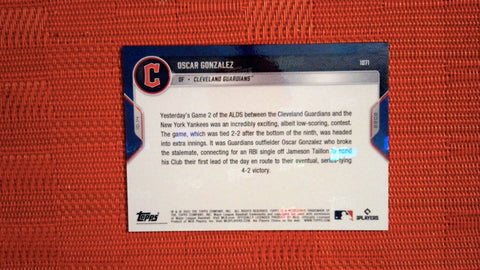 OSCAR GONZALEZ 1071
C OF • CLEVELAND GUARDIANS™
Yesterday's Game 2 of the ALDS between the Cleveland Guardians and the
New York Yankees was an incredibly exciting, albeit low-scoring, contest.
The game, which was tied 2-2 after the bottom of the ninth, was headed
into extra innings. It was Guardians outfielder Oscar Gonzalez who broke
the stalemate, connecting for an RBI single off Jameson Taillon to hand
his Club their first lead of the day en route to their eventual, series-tying
4-2 victory.
TOPPS
PLAYERS